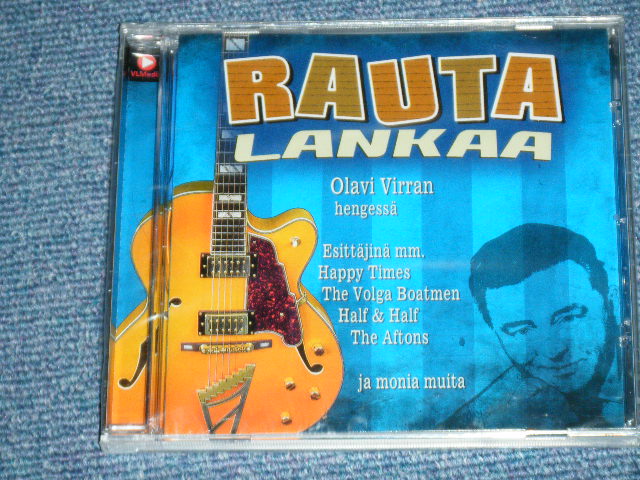 RAUTA
LANKAA
Olavi Virran
hengessä
Esittäjinä mm.
Happy Times
The Volga Boatmen
Half & Half
The Aftons
ja monia muita
VLMedia